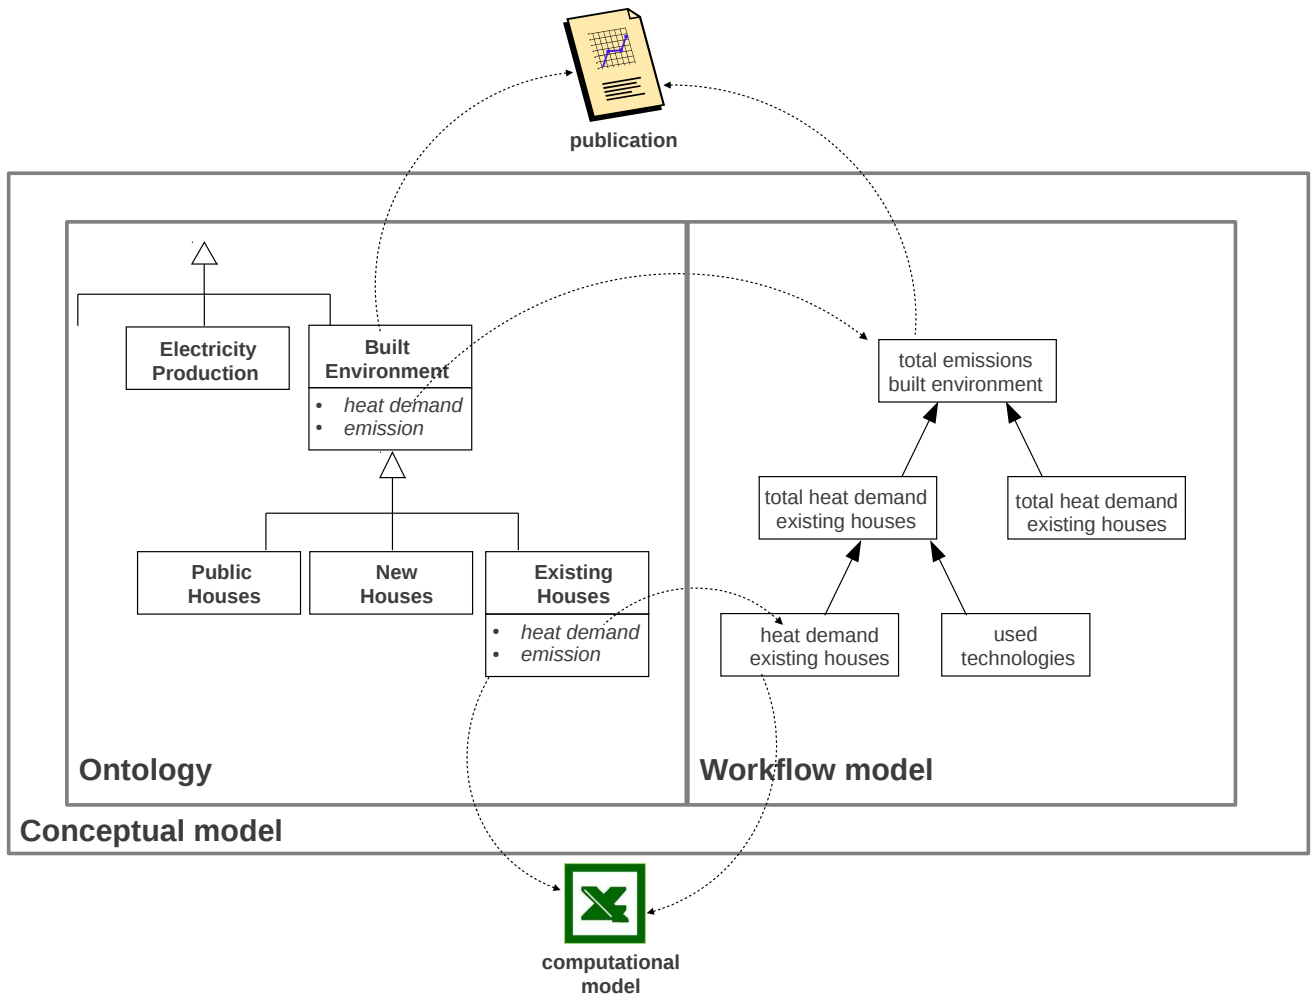 publication
Electricity
Production
Built
Environment
• heat demand
• emission
Public
Houses
New
Houses
Existing
Houses
• heat demand
• emission
Ontology
total emissions
built environment
total heat demand
existing houses
total heat demand
existing houses
heat demand
existing houses
used
technologies
Workflow model
Conceptual model
computational
model